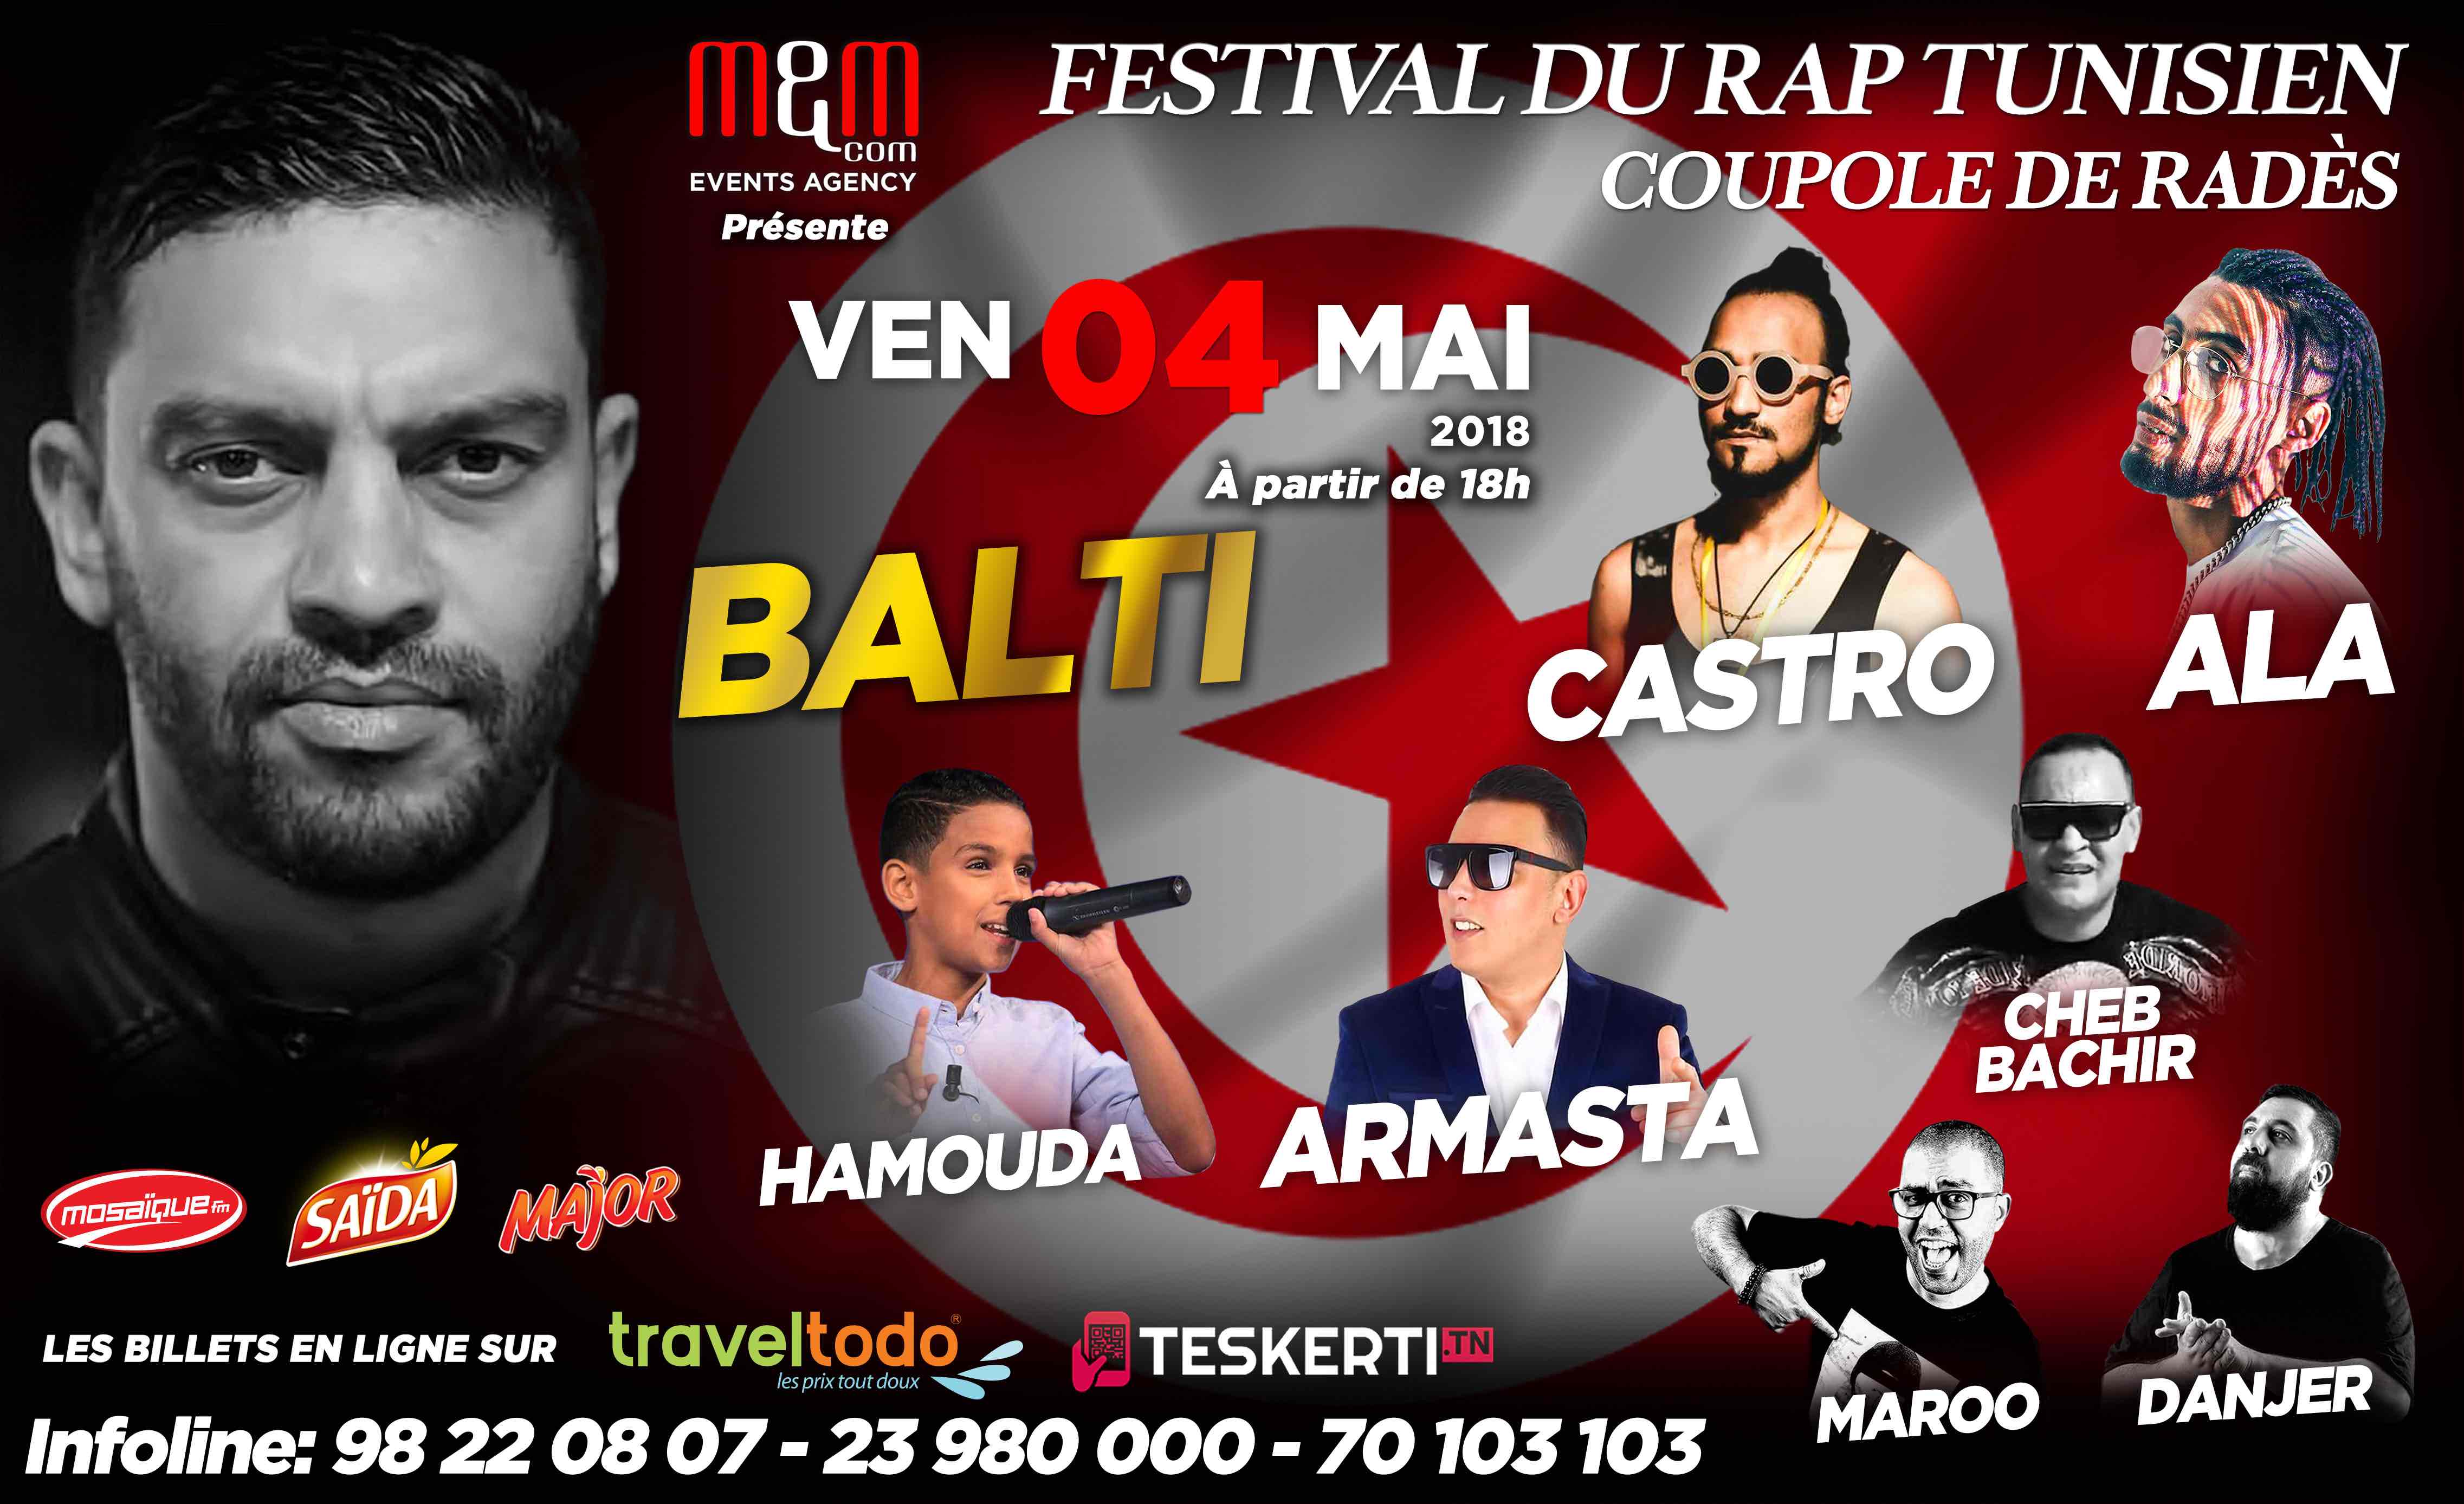 m&m
com
EVENTS AGENCY
Présente
FESTIVAL DU RAP TUNISIEN
COUPOLE DE RADÈS
VEN 04 MAI
2018
À partir de 18h
BALTI
CASTRO
ALA
HAMOUDA
ARMASTA
CHEB
BACHIR
MAROO
DANJER
mosaïque fm
SAÏDA
MAJOR
LES BILLETS EN LIGNE SUR
traveltodo®
les prix tout doux
TESKERTI.TN
Infoline: 98 22 08 07 - 23 980 000 - 70 103 103